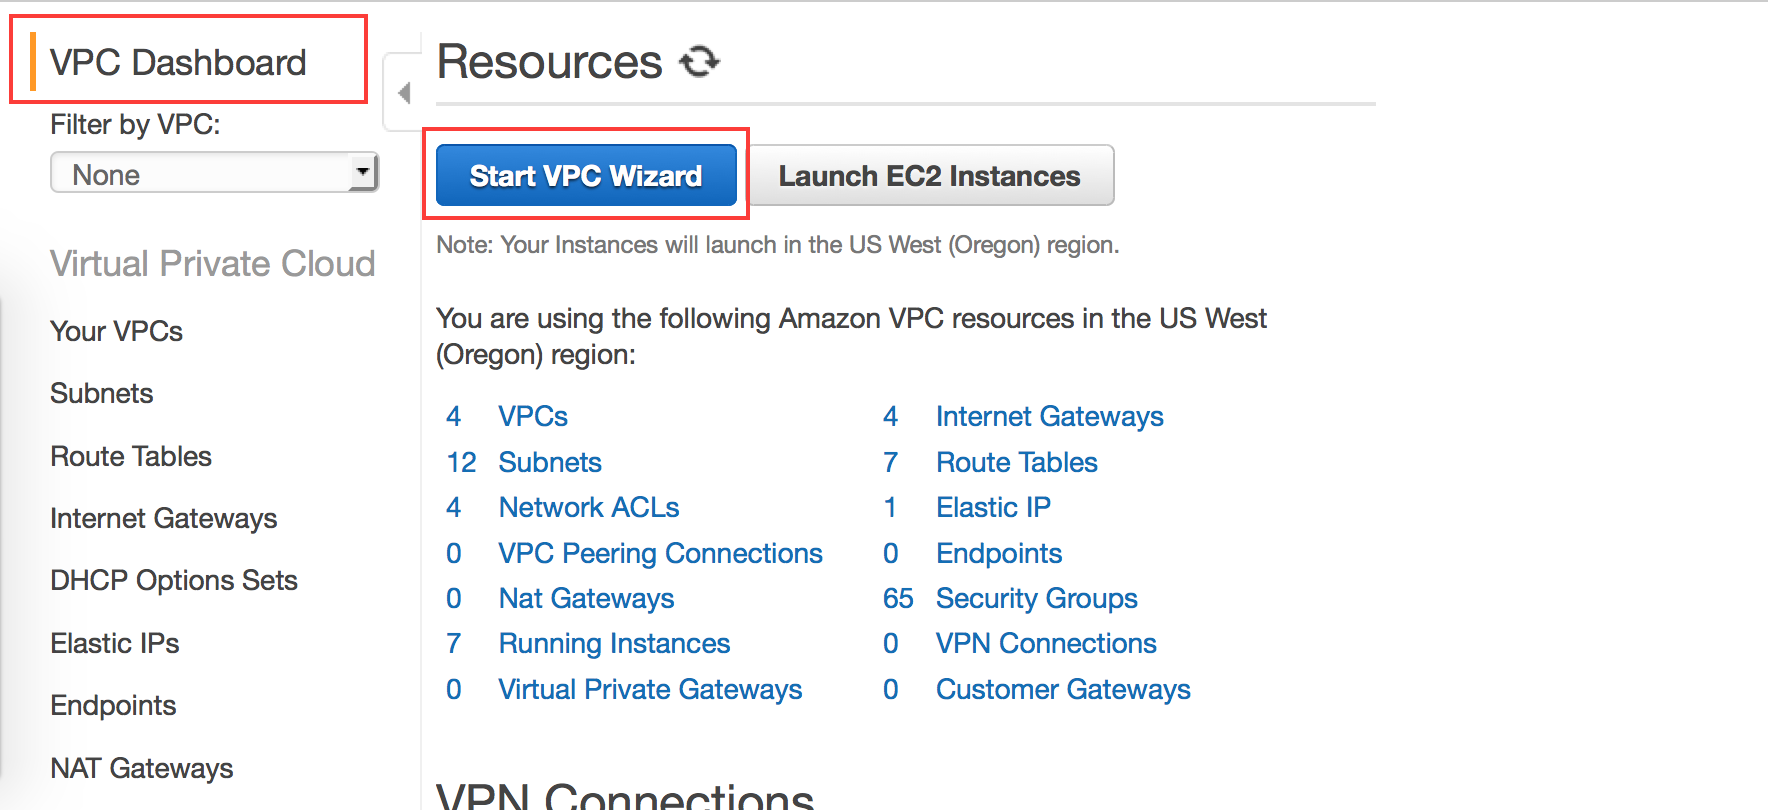 VPC Dashboard
Filter by VPC:
None
Virtual Private Cloud
Your VPCs
Subnets
Route Tables
Internet Gateways
DHCP Options Sets
Elastic IPs
Endpoints
NAT Gateways
Resources
Start VPC Wizard
Launch EC2 Instances
Note: Your Instances will launch in the US West (Oregon) region.
You are using the following Amazon VPC resources in the US West
(Oregon) region:
4 VPCs
4 Internet Gateways
12 Subnets
7 Route Tables
4 Network ACLs
1 Elastic IP
0 VPC Peering Connections
0 Endpoints
0 Nat Gateways
65 Security Groups
7 Running Instances
0 VPN Connections
0 Virtual Private Gateways
0 Customer Gateways
VPN Connections